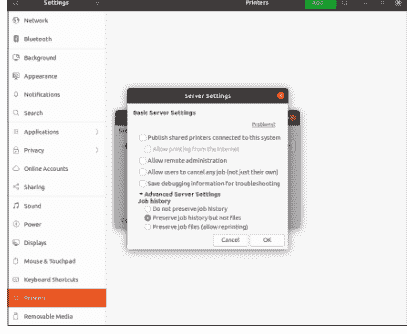 Settings
Printers
Add
Network
Bluetooth
Background
Appearance
Notifications
Search
Applications
Privacy
Online Accounts
Sharing
Sound
Power
Displays
Mouse & Touchpad
Keyboard Shortcuts
Printers
Removable Media
Server Settings
Basic Server Settings
Problems?
Publish shared printers connected to this system
Allow printing from the Internet
Allow remote administration
Allow users to cancel any job (not just their own)
Save debugging information for troubleshooting
Advanced Server Settings
Job history
Do not preserve job history
Preserve job history but not files
Preserve job files (allow reprinting)
Cancel
OK